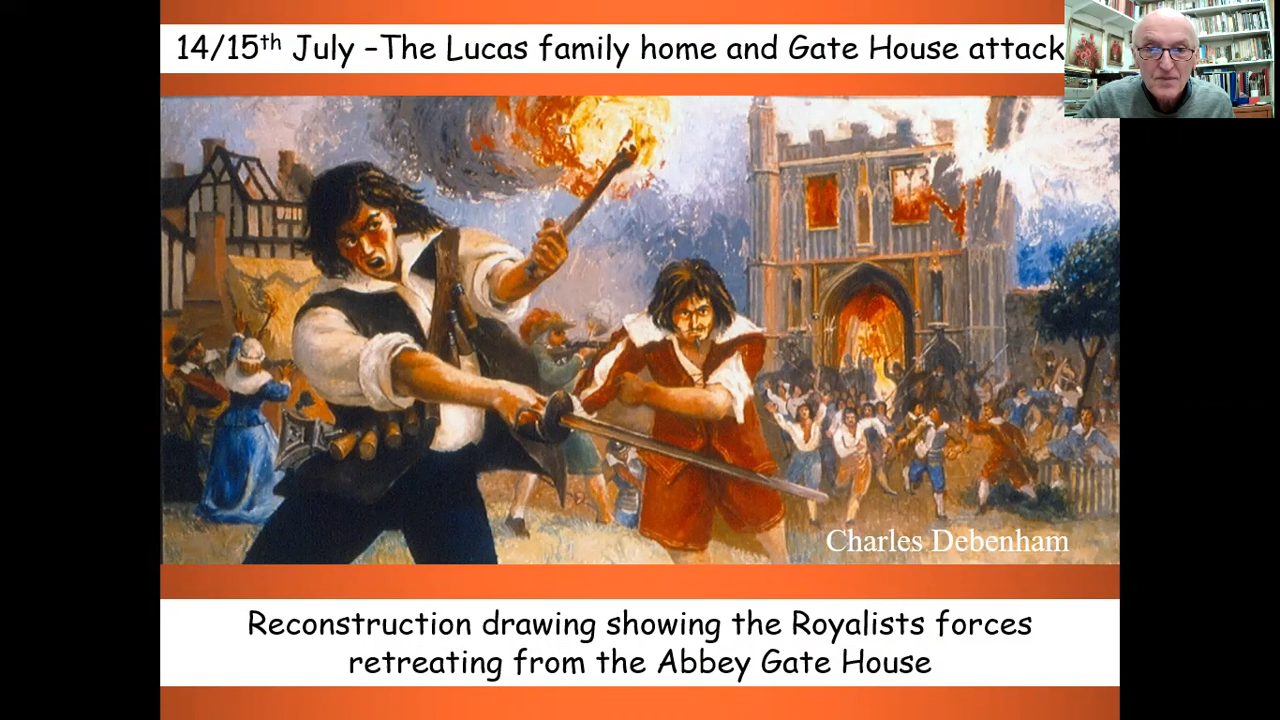 14/15th July –The Lucas family home and Gate House attack
Charles Debenham
Reconstruction drawing showing the Royalists forces
retreating from the Abbey Gate House